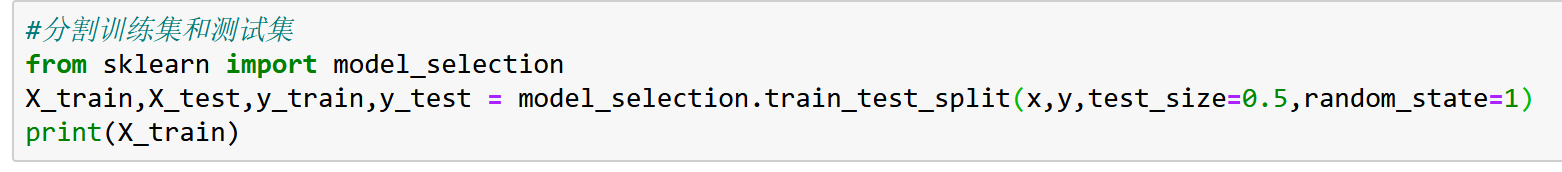 #分割训练集和测试集
from sklearn import model_selection
X_train,X_test,y_train,y_test = model_selection.train_test_split(x,y,test_size=0.5,random_state=1)
print(X_train)